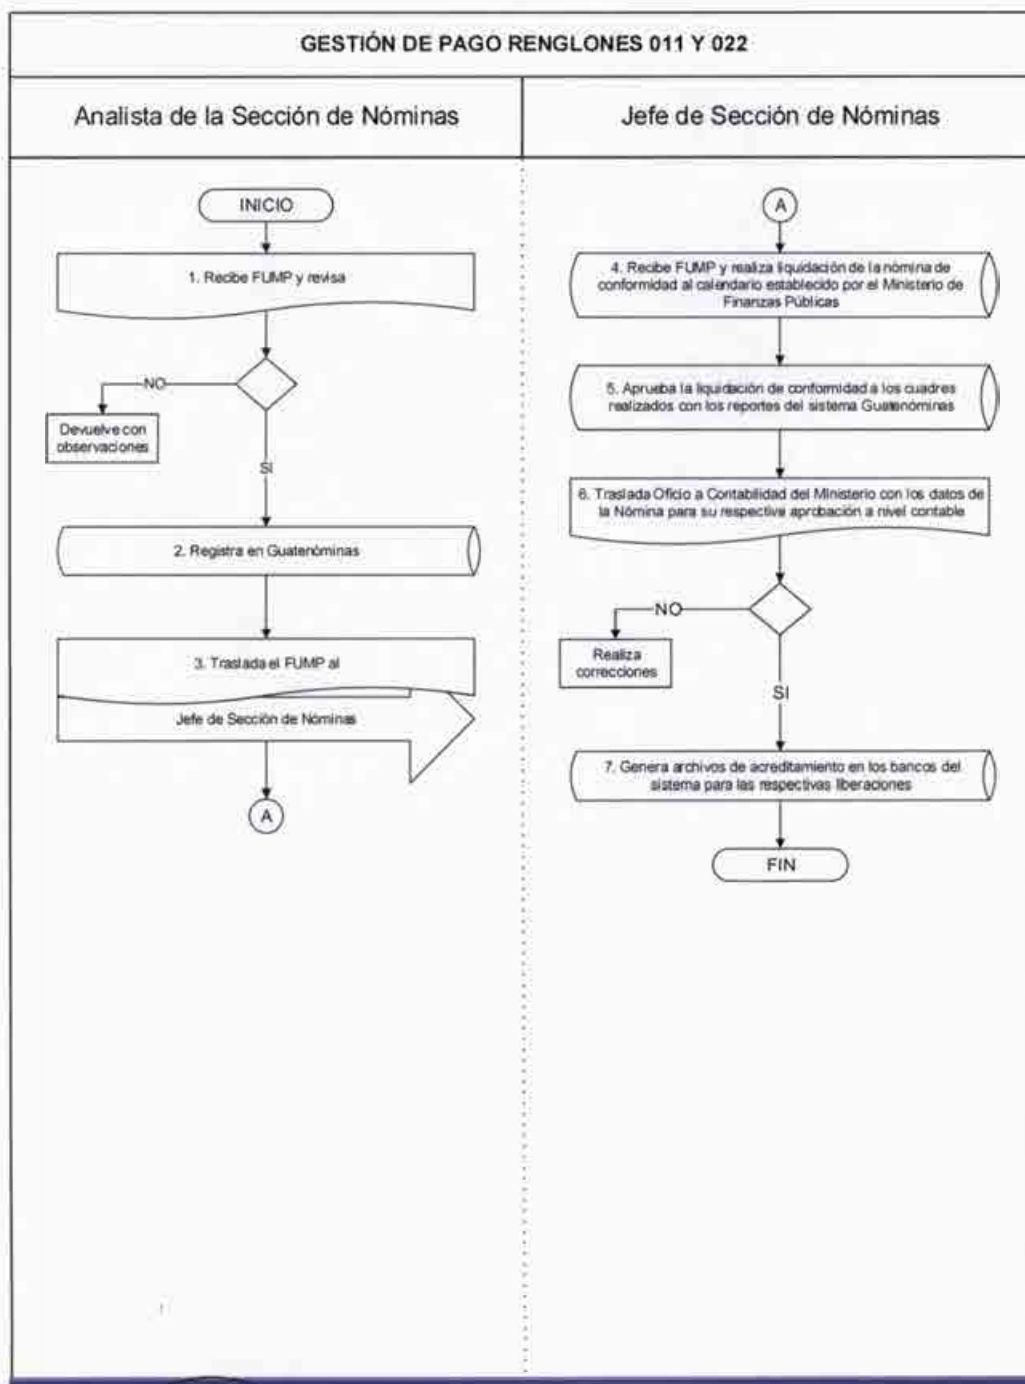 GESTIÓN DE PAGO RENGLONES 011 Y 022
Analista de la Sección de Nóminas
INICIO
1. Recibe FUMP y revisa
NO
Devuelve con
observaciones
SI
2. Registra en Guatenóminas
3. Traslada el FUMP al
Jefe de Sección de Nóminas
A
Jefe de Sección de Nóminas
A
4. Recibe FUMP y realiza liquidación de la nómina de
conformidad al calendario establecido por el Ministerio de
Finanzas Públicas
5. Aprueba la liquidación de conformidad a los cuadres
realizados con los reportes del sistema Guatenóminas
6. Traslada Oficio a Contabilidad del Ministerio con los datos de
la Nómina para su respective aprobación a nivel contable
NO
Realiza
correcciones
SI
7. Genera archivos de acreditamiento en los bancos del
sistema para las respectivas liberaciones
FIN